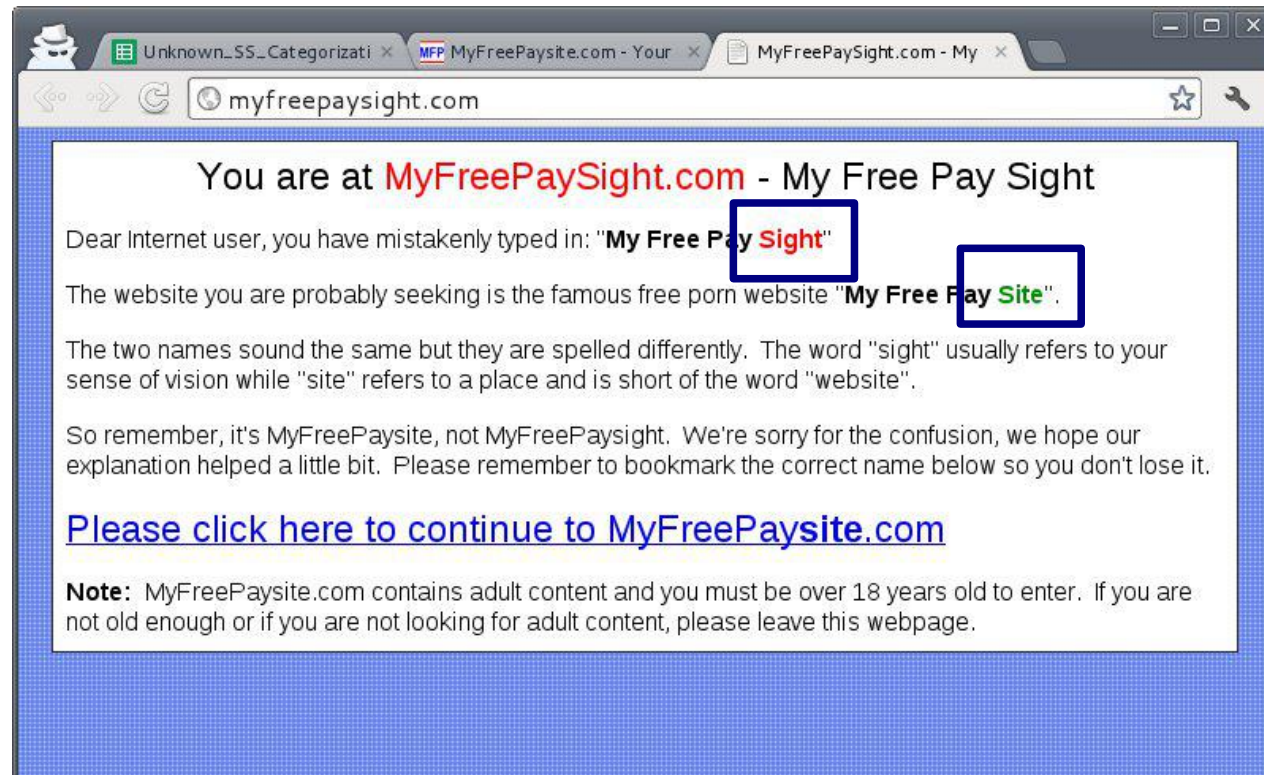 Unknown_SS_Categorizati
MFP MyFreePaysite.com - Your
MyFreePaySight.com - My
myfreepaysight.com
You are at MyFreePaySight.com - My Free Pay Sight
Dear Internet user, you have mistakenly typed in: "My Free Pay Sight"
The website you are probably seeking is the famous free porn website "My Free Pay Site".
The two names sound the same but they are spelled differently. The word "sight" usually refers to your
sense of vision while "site" refers to a place and is short of the word "website".
So remember, it's MyFreePaysite, not MyFreePaysight. We're sorry for the confusion, we hope our
explanation helped a little bit. Please remember to bookmark the correct name below so you don't lose it.
Please click here to continue to MyFreePaysite.com
Note: MyFreePaysite.com contains adult content and you must be over 18 years old to enter. If you are
not old enough or if you are not looking for adult content, please leave this webpage.